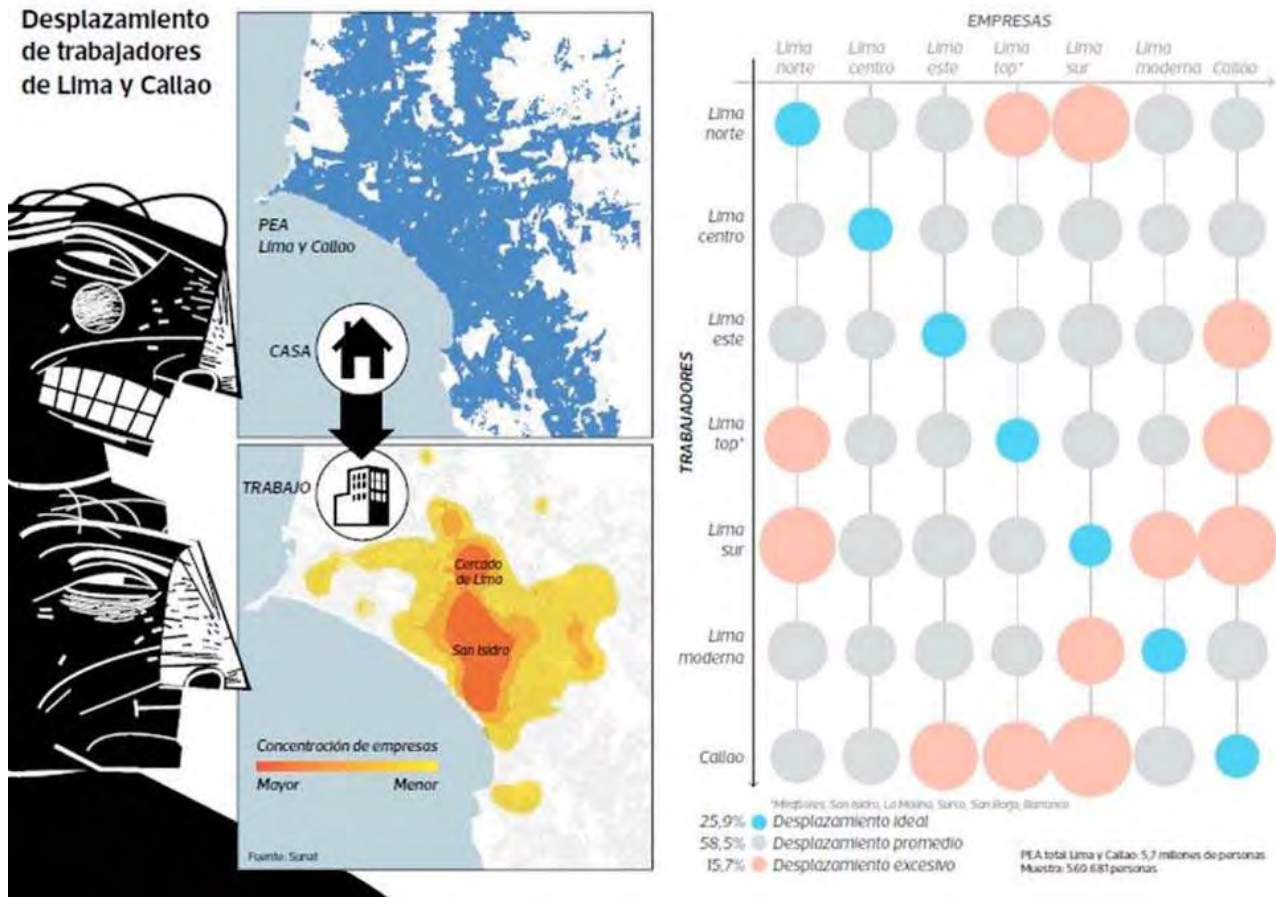 Desplazamiento
de trabajadores
de Lima y Callao
PEA
Lima y Callao
CASA
TRABAJO
Cercado
de Lima
San Isidro
Concentración de empresas
Mayor Menor
Fuente: Sunat
EMPRESAS
Lima norte
Lima centro
Lima este
Lima top*
Lima sur
Lima moderna
Callao
TRABAJADORES
Lima
norte
Lima
centro
Lima
este
Lima
top*
Lima
sur
Lima
moderna
Callao
*Miraflores, San Isidro, La Molina, Surco, San Borja, Barranco
25,9% Desplazamiento ideal
58,5% Desplazamiento promedio
15,7% Desplazamiento excesivo
PEA total Lima y Callao: 5,7 millones de personas
Muestra: 560.681 personas